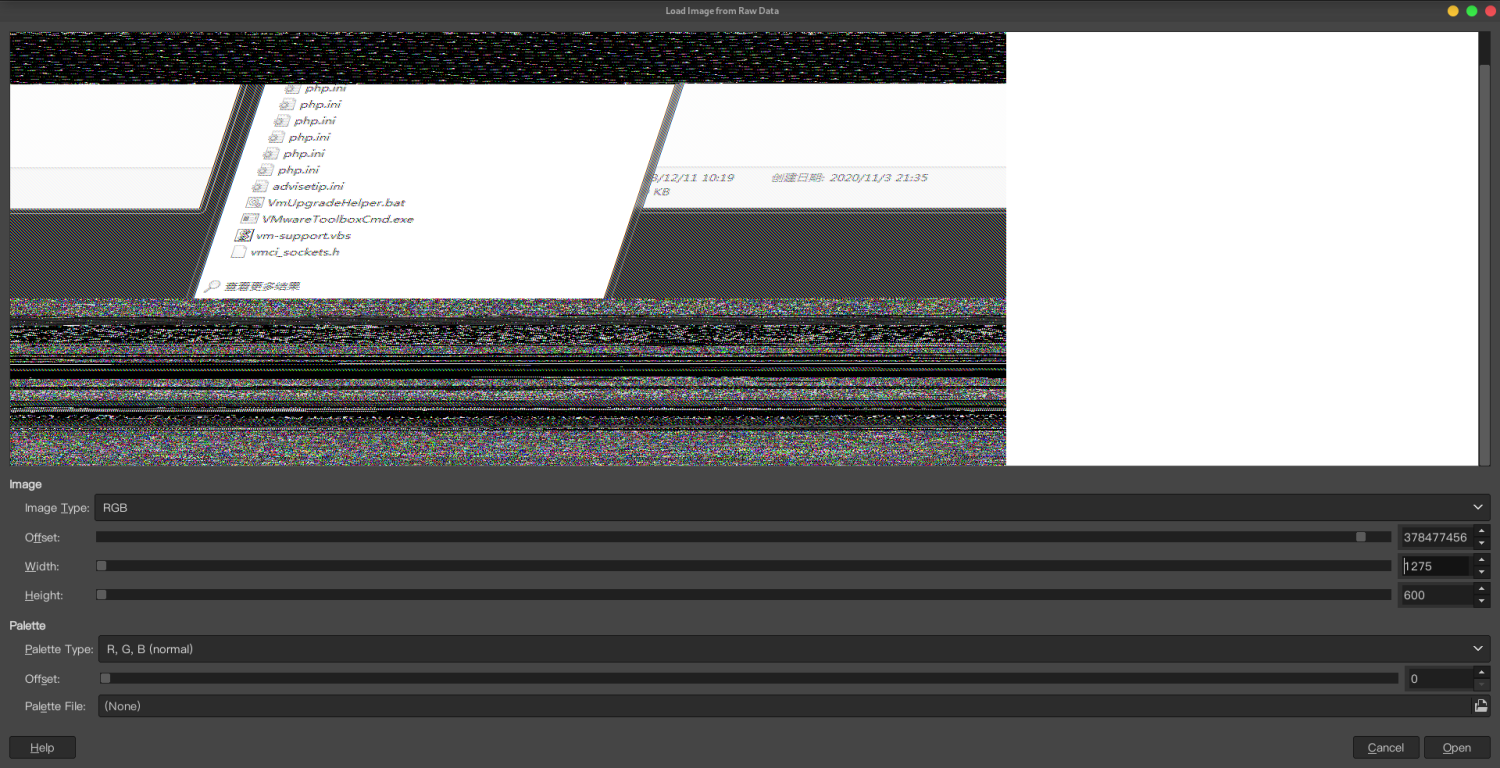 Load Image from Raw Data
php.ini
php.ini
php.ini
php.ini
php.ini
php.ini
advisetip.ini
VmUpgradeHelper.bat
VMwareToolboxCmd.exe
vm-support.vbs
vmci_sockets.h
查看更多结果
/12/11 10:19 创建日期: 2020/11/3 21:35
KB
Image
Image Type: RGB
Offset: 378477456
Width: 1275
Height: 600
Palette
Palette Type: R, G, B (normal)
Offset: 0
Palette File: (None)
Help Cancel Open